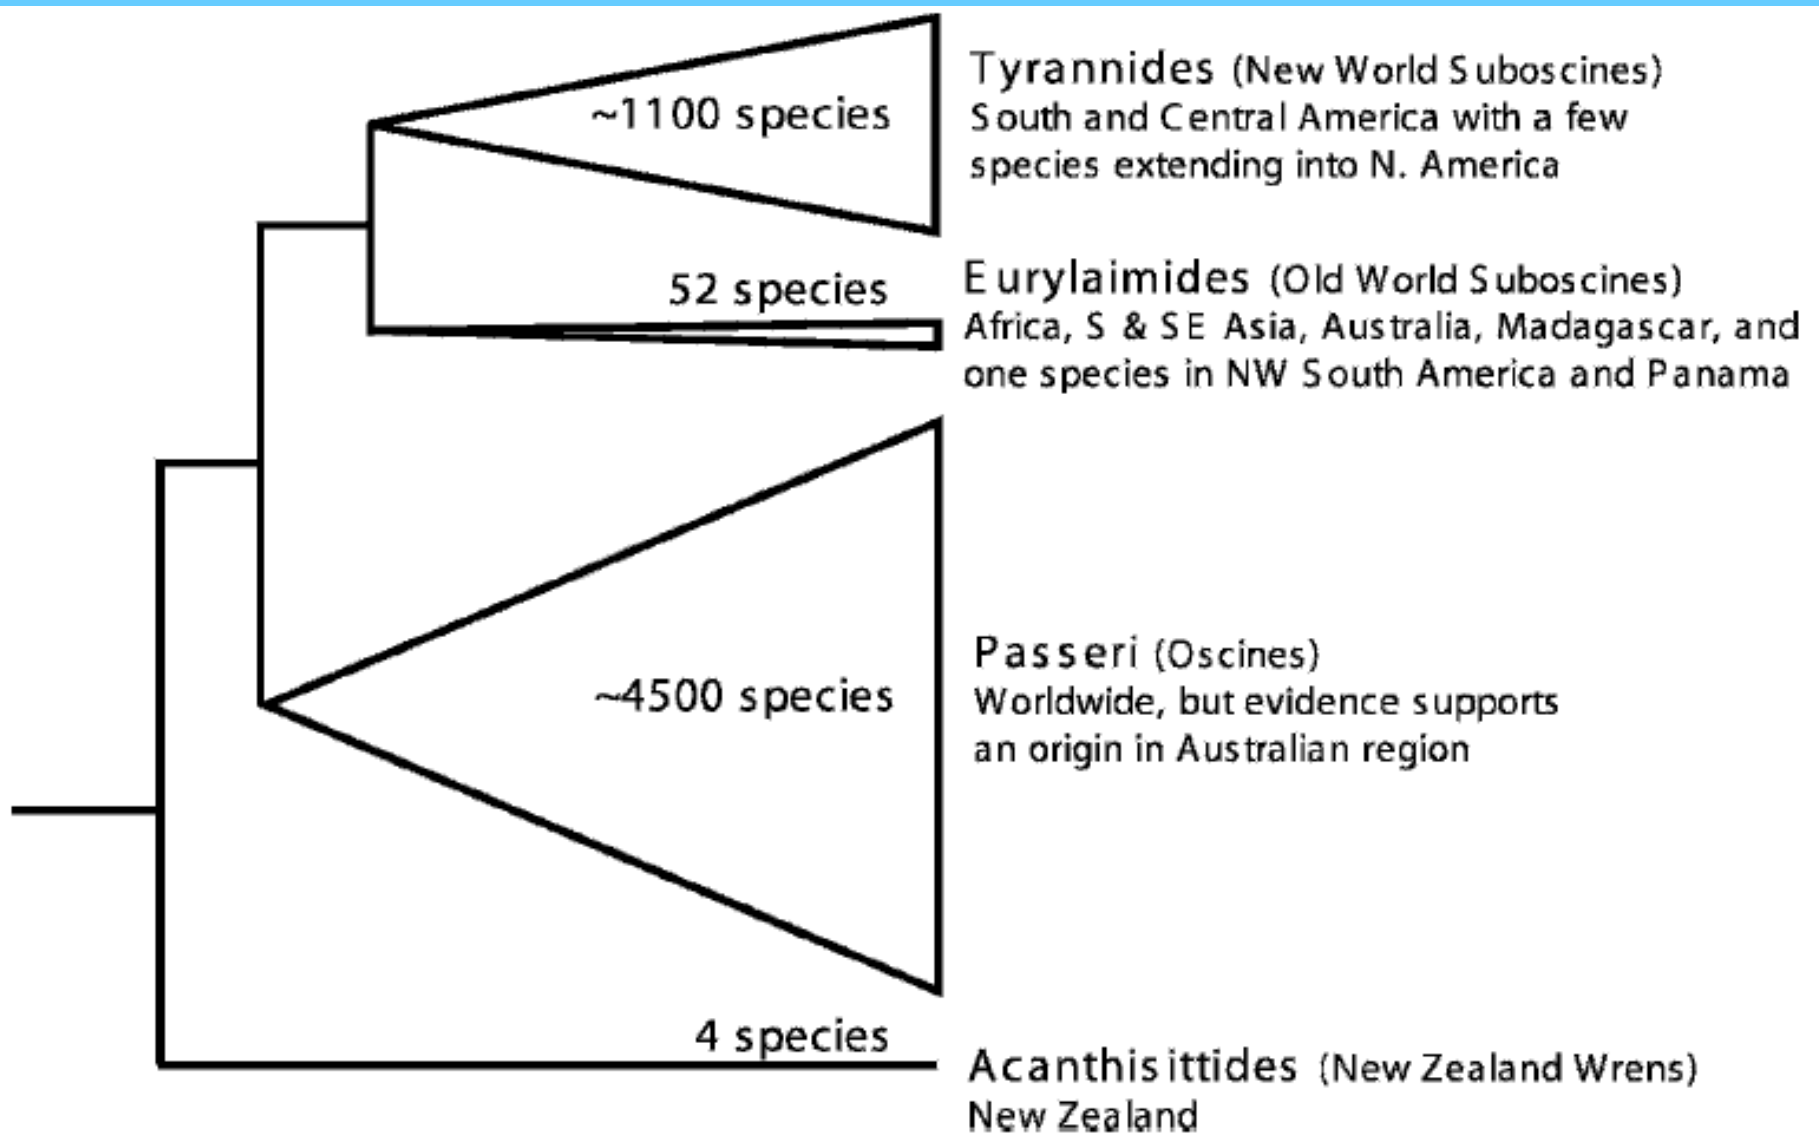 ~1100 species
Tyrannides (New World Suboscines)
South and Central America with a few
species extending into N. America
52 species
Eurylaimides (Old World Suboscines)
Africa, S & SE Asia, Australia, Madagascar, and
one species in NW South America and Panama
~4500 species
Passeri (Oscines)
Worldwide, but evidence supports
an origin in Australian region
4 species
Acanthisittides (New Zealand Wrens)
New Zealand